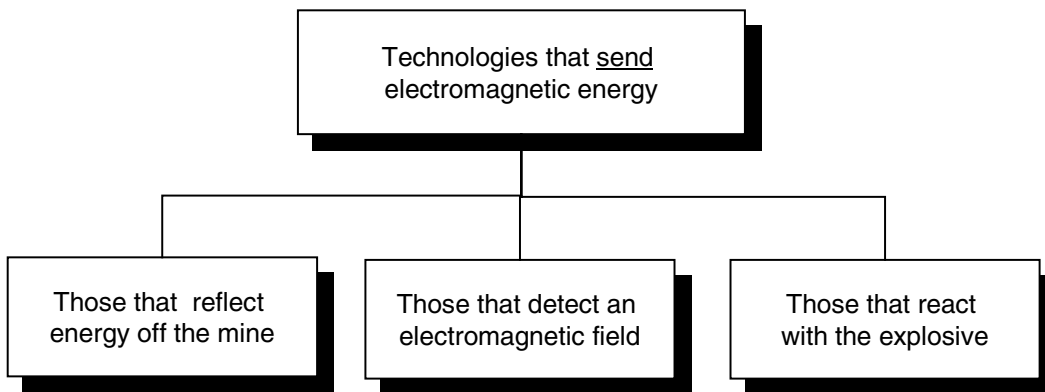 Technologies that send
electromagnetic energy
Those that reflect
energy off the mine
Those that detect an
electromagnetic field
Those that react
with the explosive